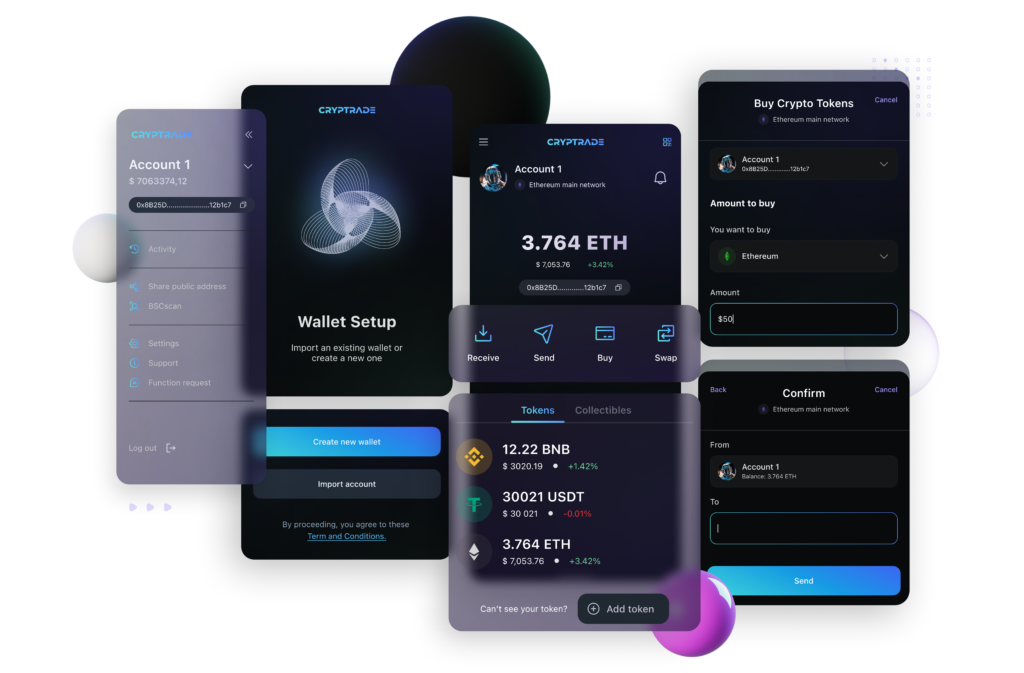 CRYPTRADE
Account 1
$ 7063374,12
0x8B25D......................12b1c7
Activity
Share public address
BSCscan
Settings
Support
Function request
Log out
CRYPTRADE
Wallet Setup
Import an existing wallet or
create a new one
Create new wallet
Import account
By proceeding, you agree to these
Term and Conditions.
CRYPTRADE
Account 1
Ethereum main network
3.764 ETH
$ 7,053.76 +3.42%
0x8B25D.............12b1c7
Receive Send Buy Swap
Tokens Collectibles
12.22 BNB
$ 3020.19 +1.42%
30021 USDT
$ 30 021 -0.01%
3.764 ETH
$ 7,053.76 +3.42%
Can't see your token? Add token
Buy Crypto Tokens Cancel
Ethereum main network
Account 1
0x8B25D.............12b1c7
Amount to buy
You want to buy
Ethereum
Amount
$50
Back Confirm Cancel
Ethereum main network
From
Account 1
Balance: 3.764 ETH
To
Send